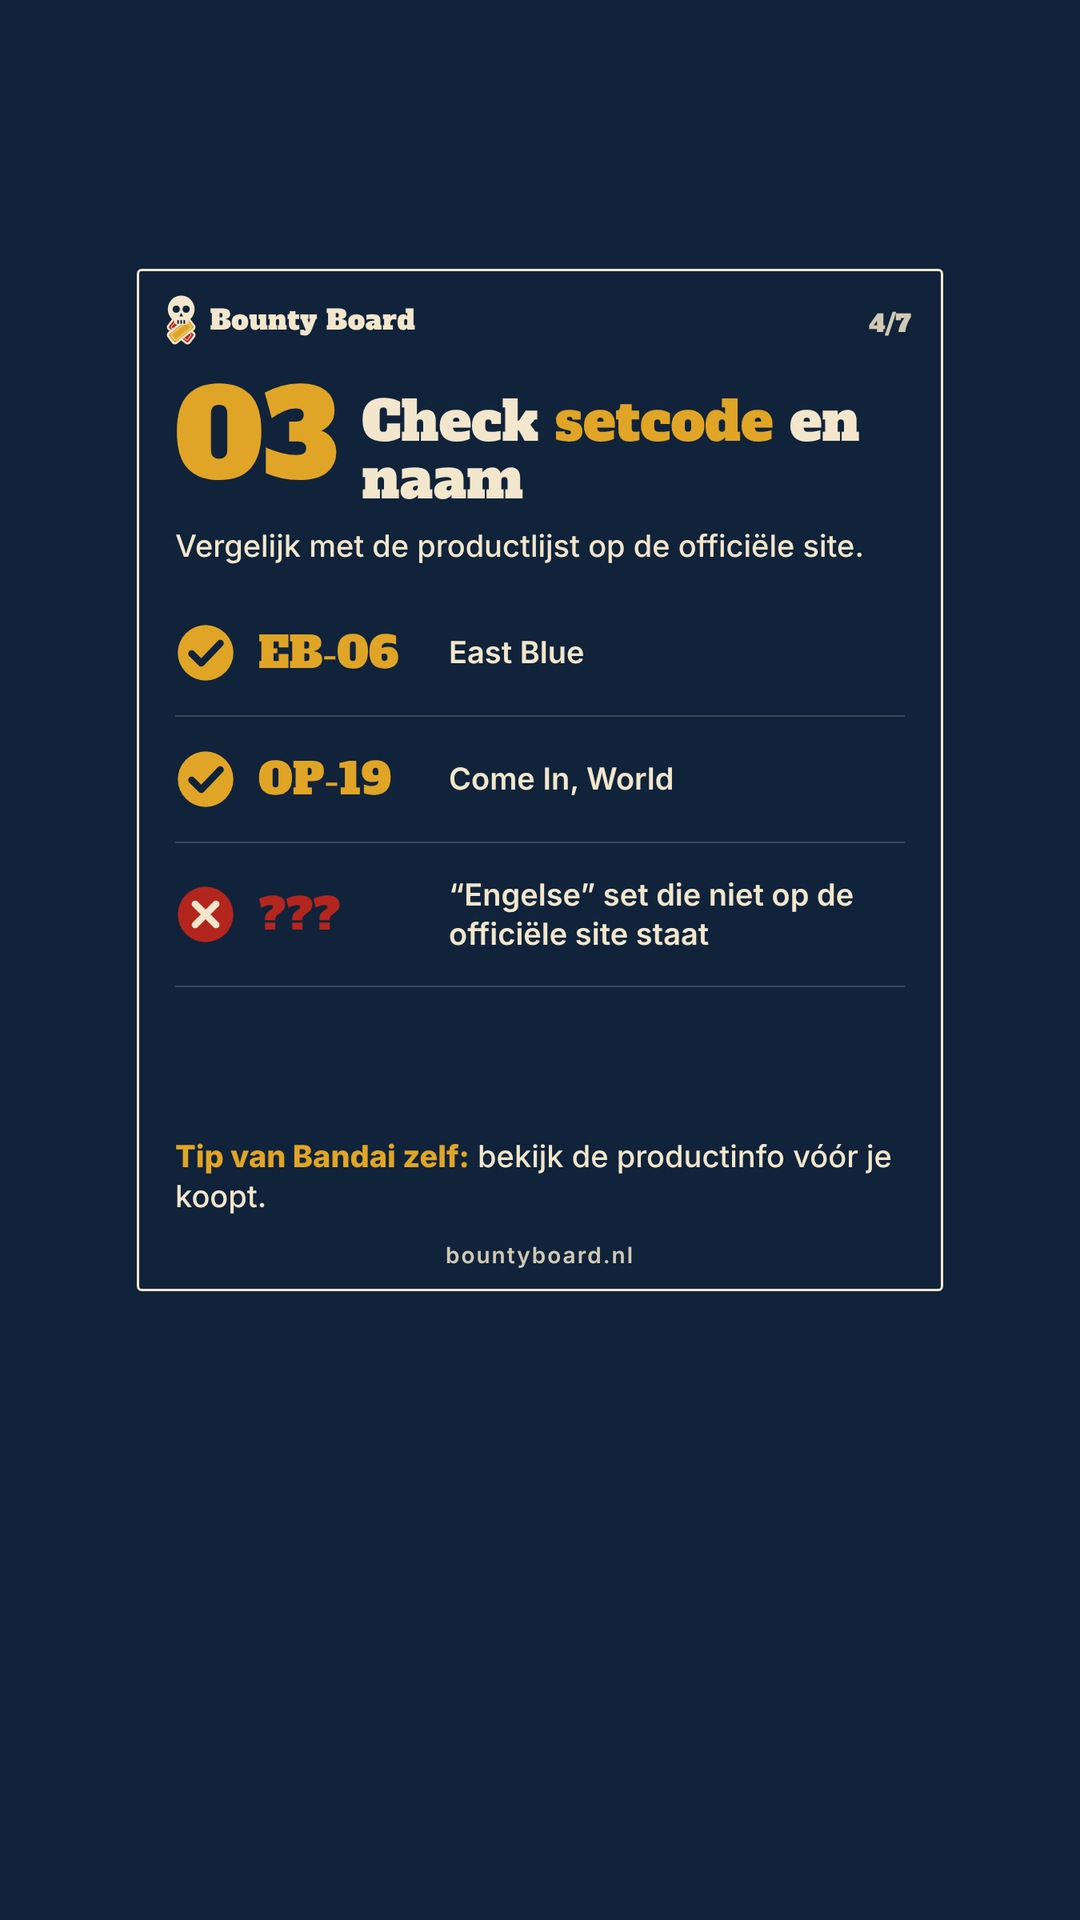 Bounty Board
4/7
03
Check setcode en
naam
Vergelijk met de productlijst op de officiële site.
EB-06
East Blue
OP-19
Come In, World
???
“Engelse” set die niet op de
officiële site staat
Tip van Bandai zelf: bekijk de productinfo vóór je
koopt.
bountyboard.nl